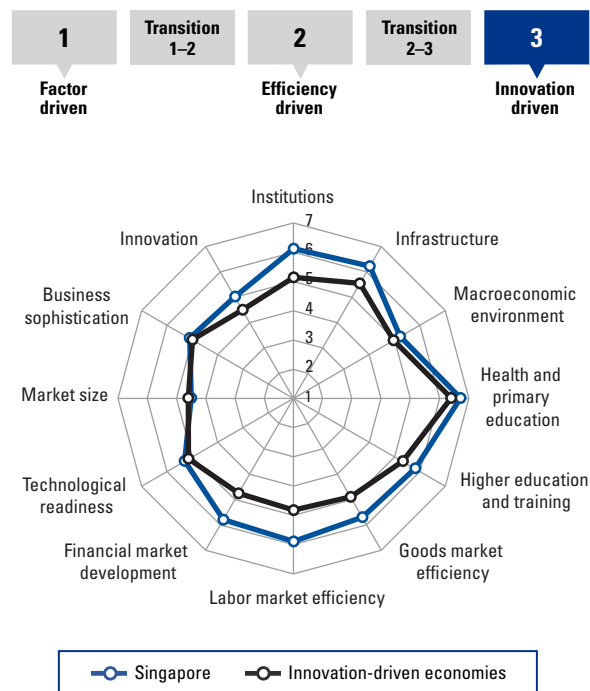 1
Transition
1–2
2
Transition
2–3
3
Factor
driven
Efficiency
driven
Innovation
driven
Institutions
7
6
5
4
3
2
1
Infrastructure
Macroeconomic
environment
Health and
primary
education
Higher education
and training
Goods market
efficiency
Labor market efficiency
Financial market
development
Technological
readiness
Market size
Business
sophistication
Innovation
Singapore
Innovation-driven economies